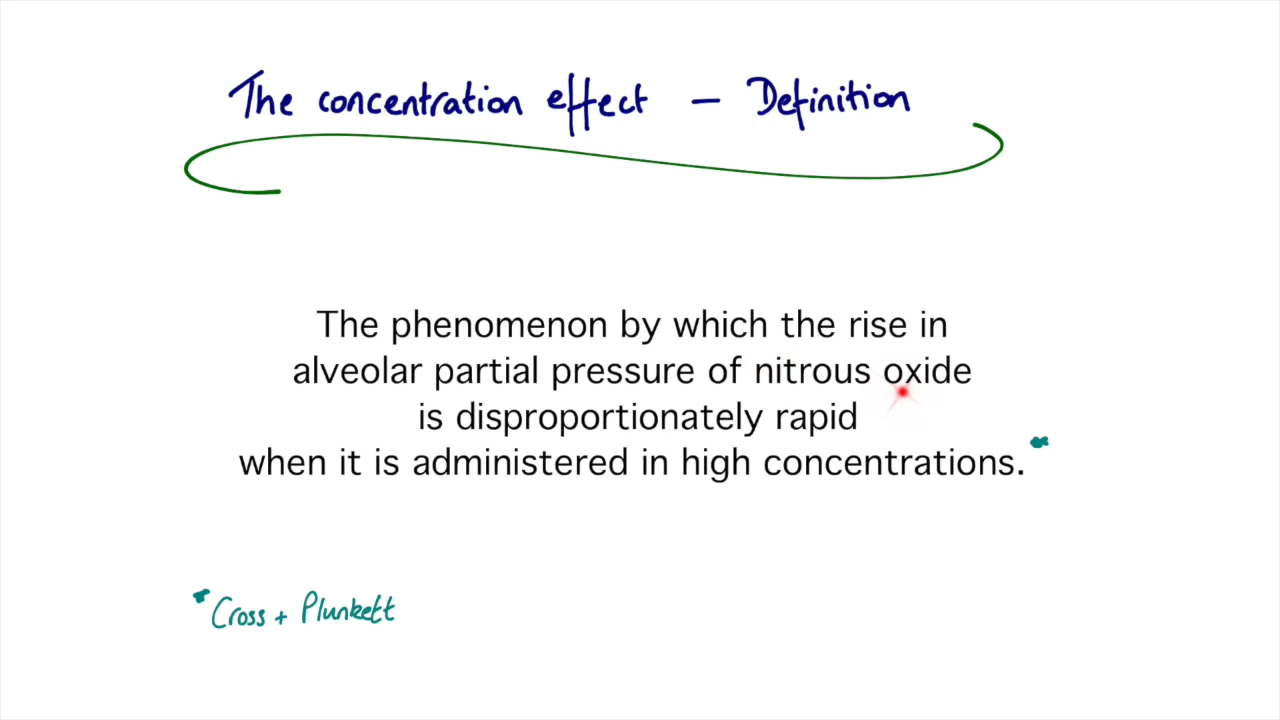 The concentration effect – Definition
The phenomenon by which the rise in
alveolar partial pressure of nitrous oxide
is disproportionately rapid
when it is administered in high concentrations.*
* Cross + Plunkett